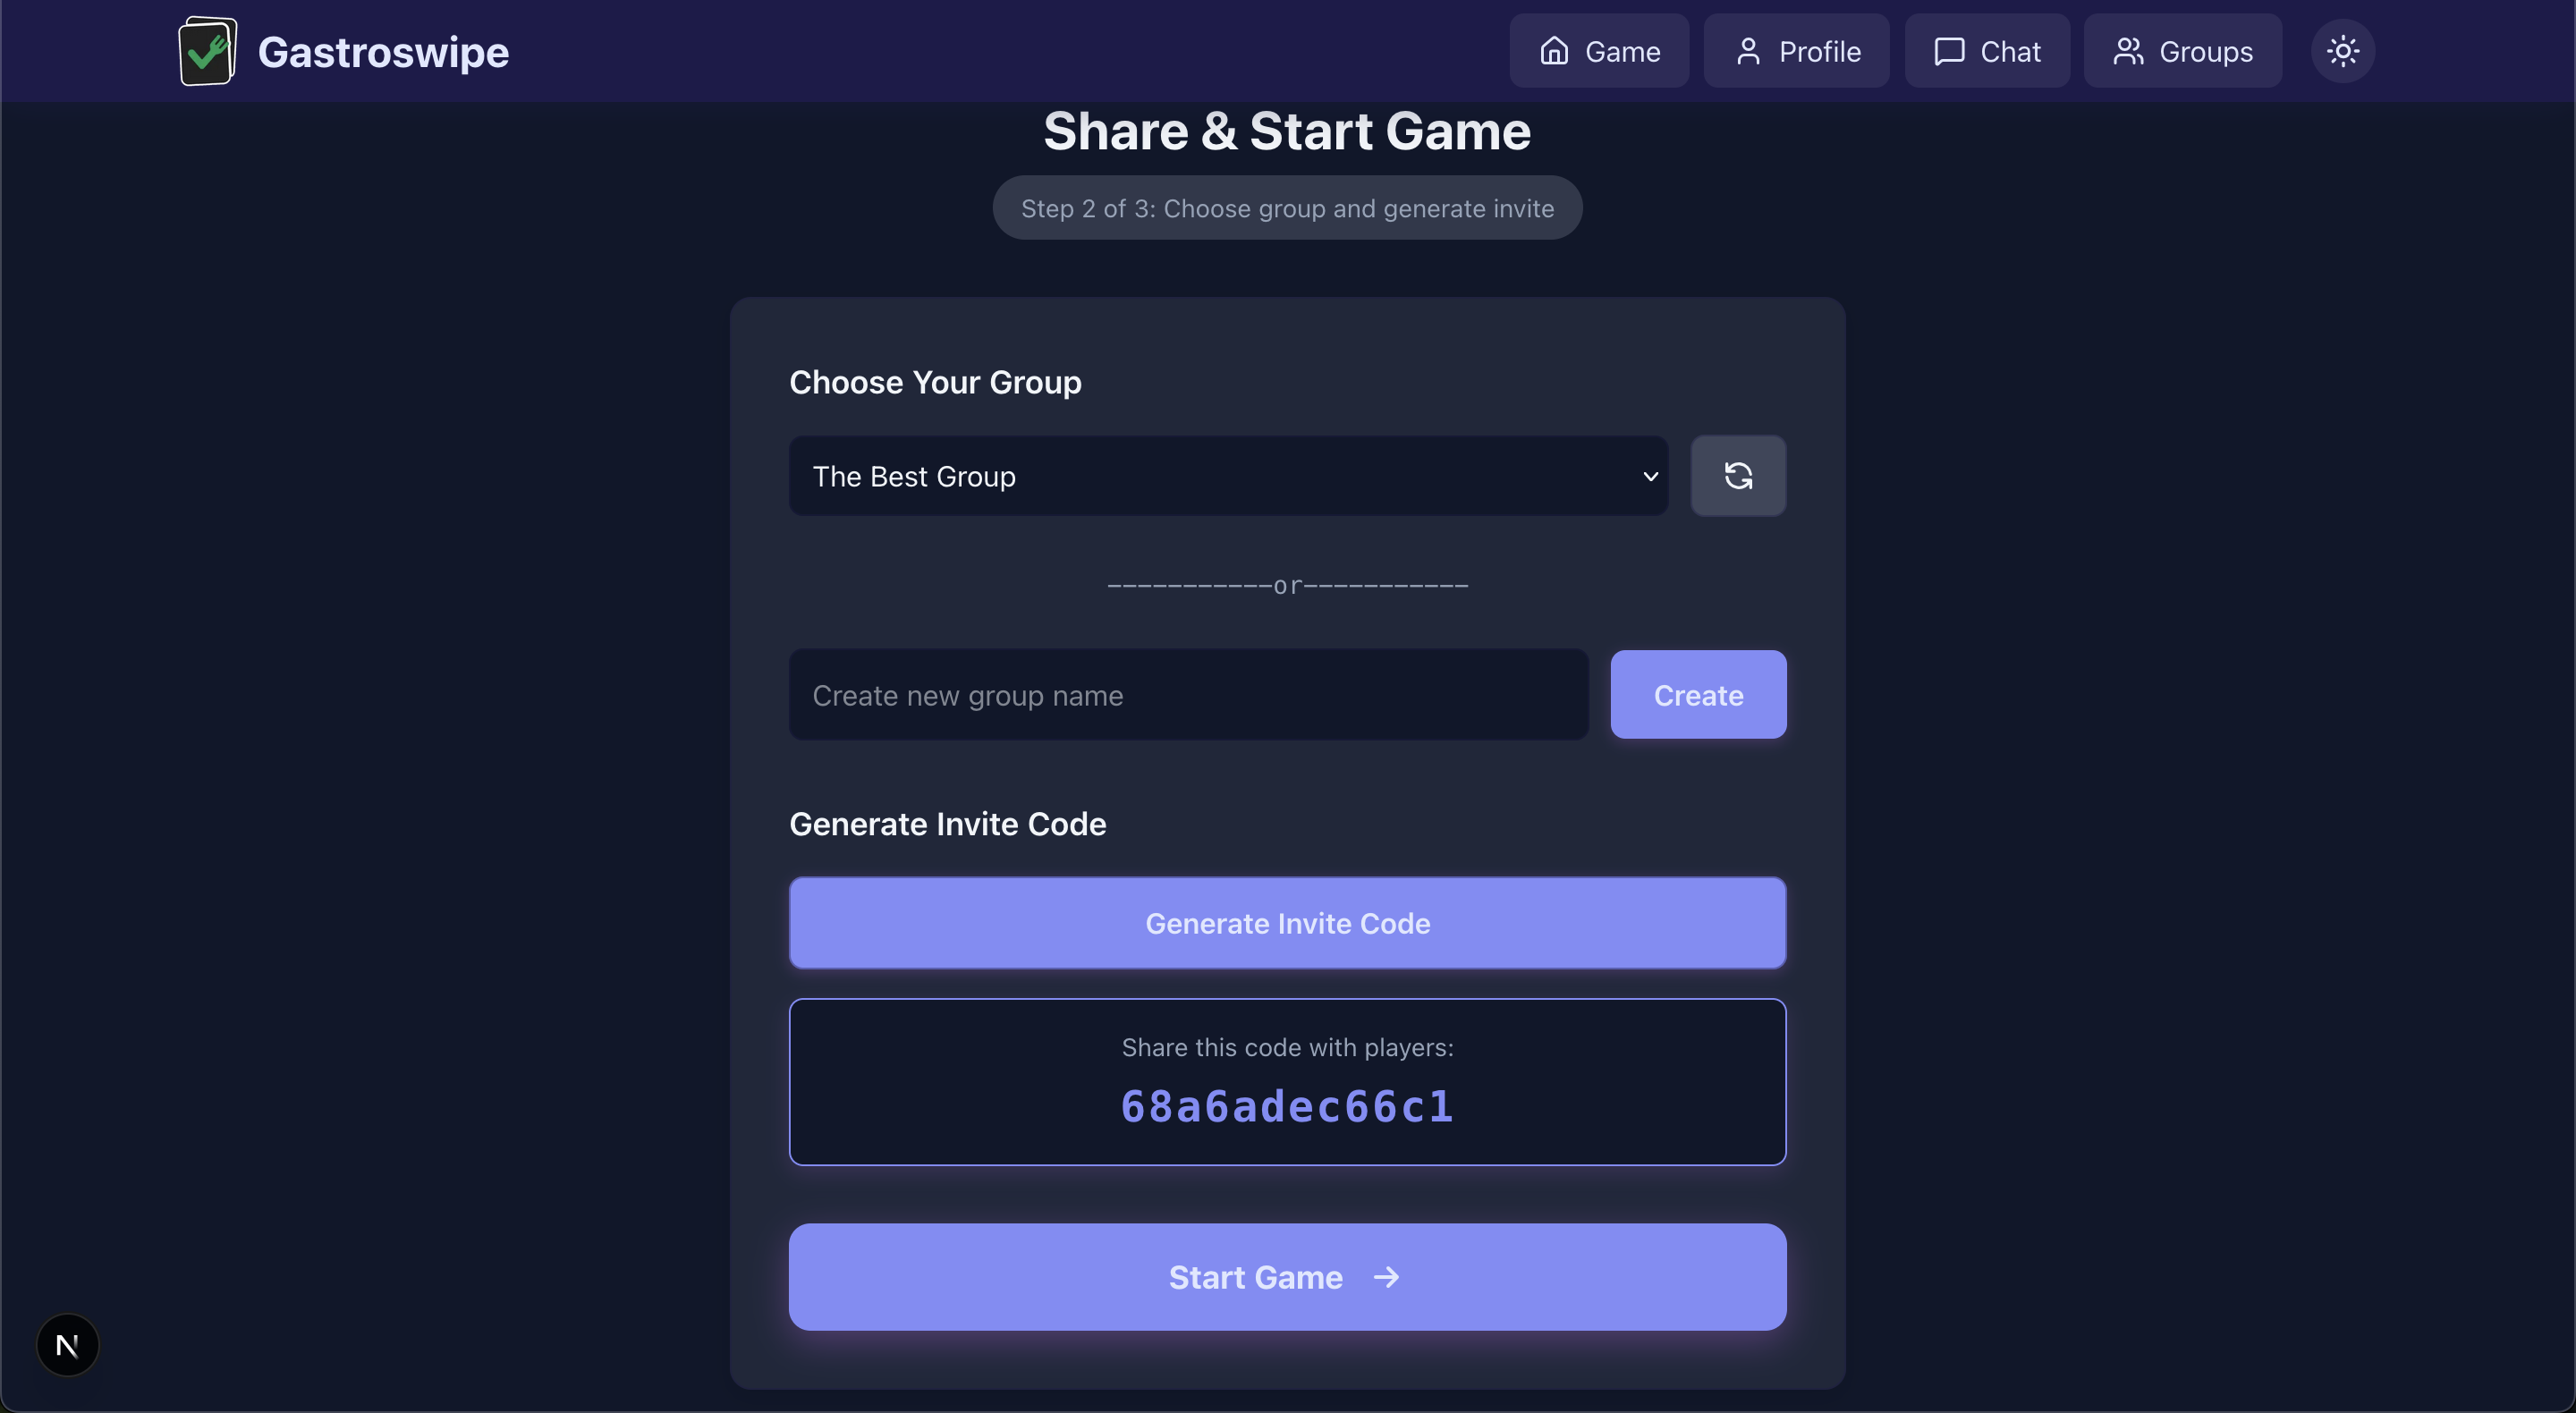 Gastroswipe
Game
Profile
Chat
Groups
Share & Start Game
Step 2 of 3: Choose group and generate invite
Choose Your Group
The Best Group
-----------or-----------
Create new group name
Create
Generate Invite Code
Generate Invite Code
Share this code with players:
68a6adec66c1
Start Game →
N